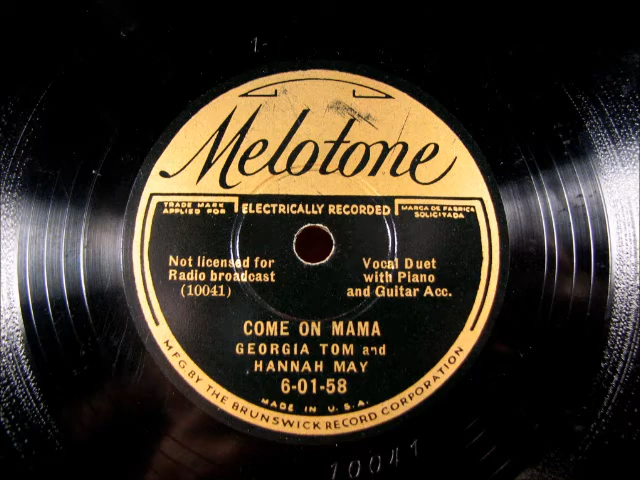 1-
Melotone
TRADE MARK
APPLIED FOR
ELECTRICALLY RECORDED
MARCA DE FABRICA
SOLICITADA
Not licensed for
Radio broadcast
(10041)
Vocal Duet
with Piano
and Guitar Acc.
COME ON MAMA
GEORGIA TOM and
HANNAH MAY
6-01-58
MADE IN U.S.A.
MFG BY THE BRUNSWICK RECORD CORPORATION
10041